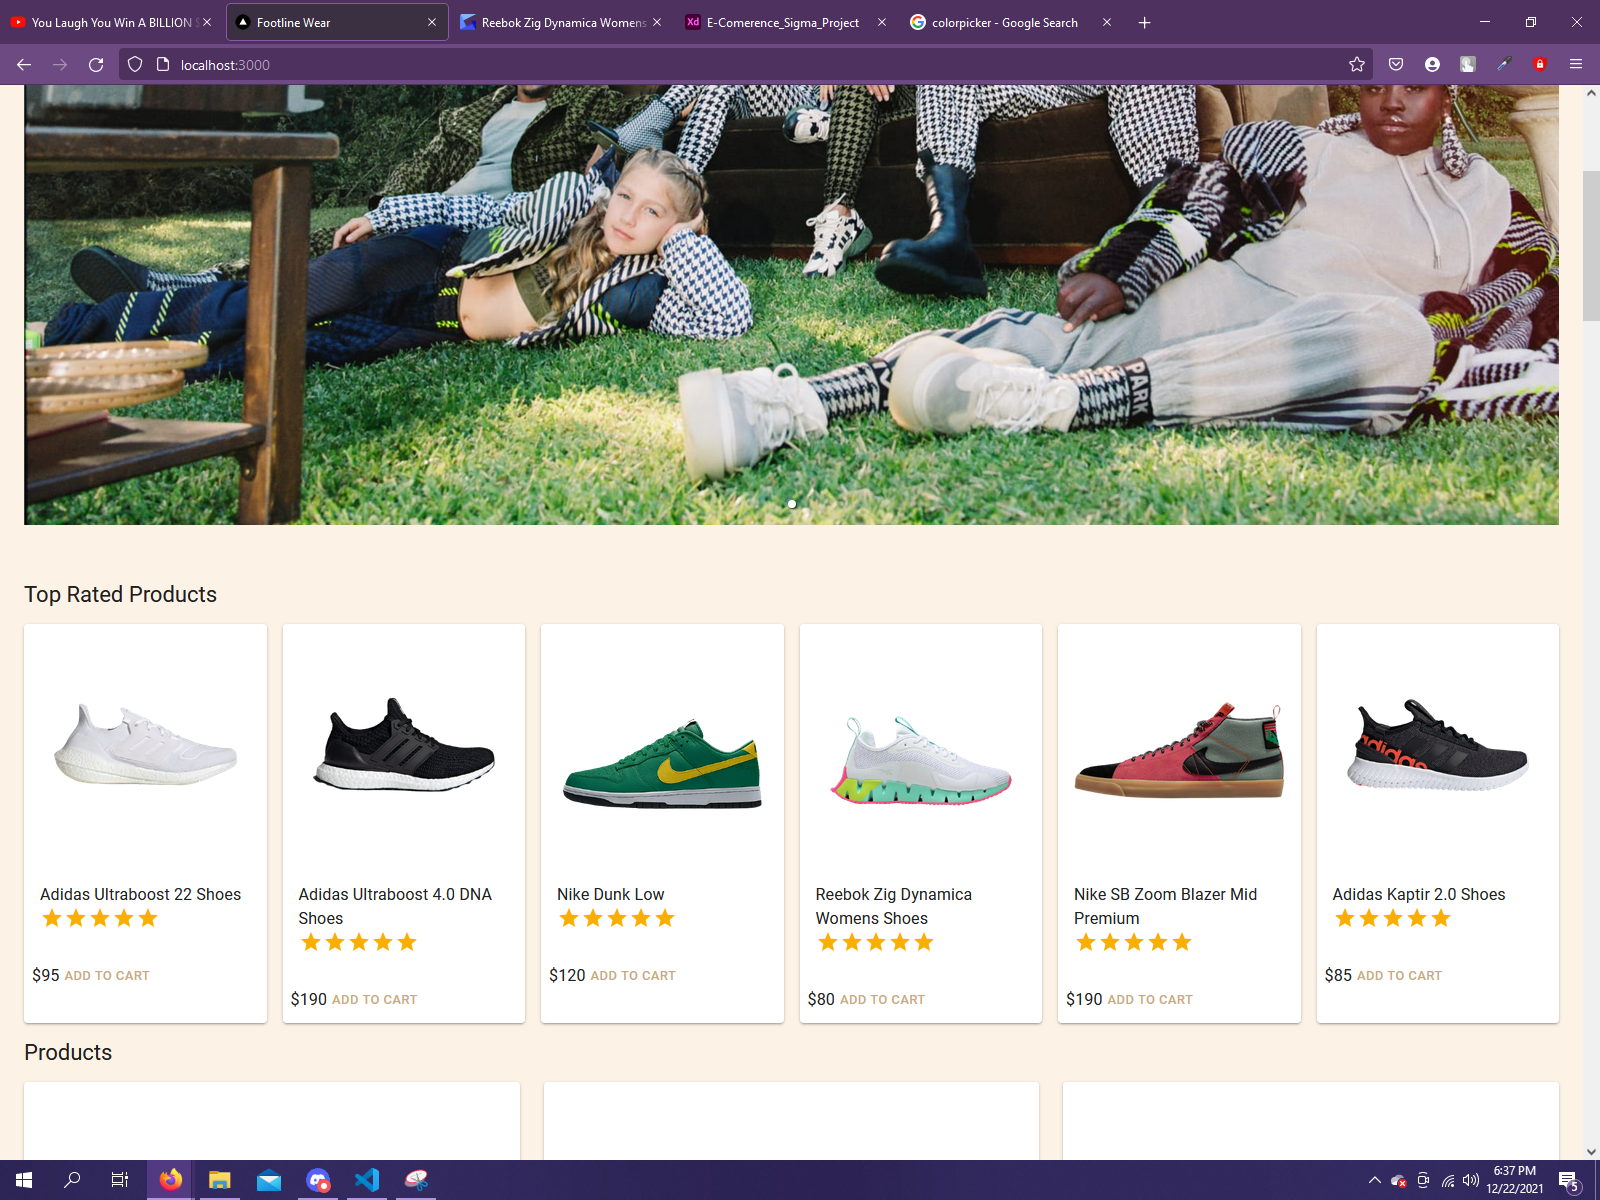 You Laugh You Win A BILLION $
Footline Wear
Reebok Zig Dynamica Womens
Xd
E-Comerence_Sigma_Project
colorpicker - Google Search
localhost:3000
PARK
Top Rated Products
adidas
Adidas Ultraboost 22 Shoes
Adidas Ultraboost 4.0 DNA
Shoes
Nike Dunk Low
Reebok Zig Dynamica
Womens Shoes
Nike SB Zoom Blazer Mid
Premium
Adidas Kaptir 2.0 Shoes
$95 ADD TO CART
$190 ADD TO CART
$120 ADD TO CART
$80 ADD TO CART
$190 ADD TO CART
$85 ADD TO CART
Products
6:37 PM
12/22/2021
5